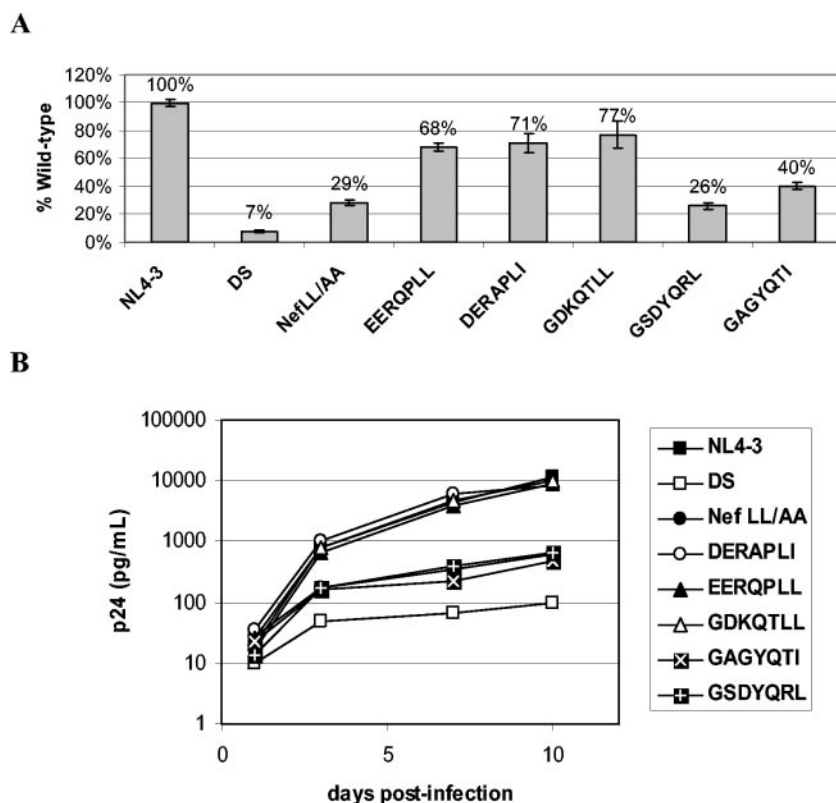 A
120%
100%
80%
60%
40%
20%
0%
% Wild-type
100%
7%
29%
68%
71%
77%
26%
40%
NL4-3
DS
NefLL/AA
EERQPLL
DERAPLI
GDKQTLL
GSDYQRL
GAGYQTI
B
100000
10000
1000
100
10
1
p24 (pg/mL)
0 5 10
days post-infection
NL4-3
DS
Nef LL/AA
DERAPLI
EERQPLL
GDKQTLL
GAGYQTI
GSDYQRL